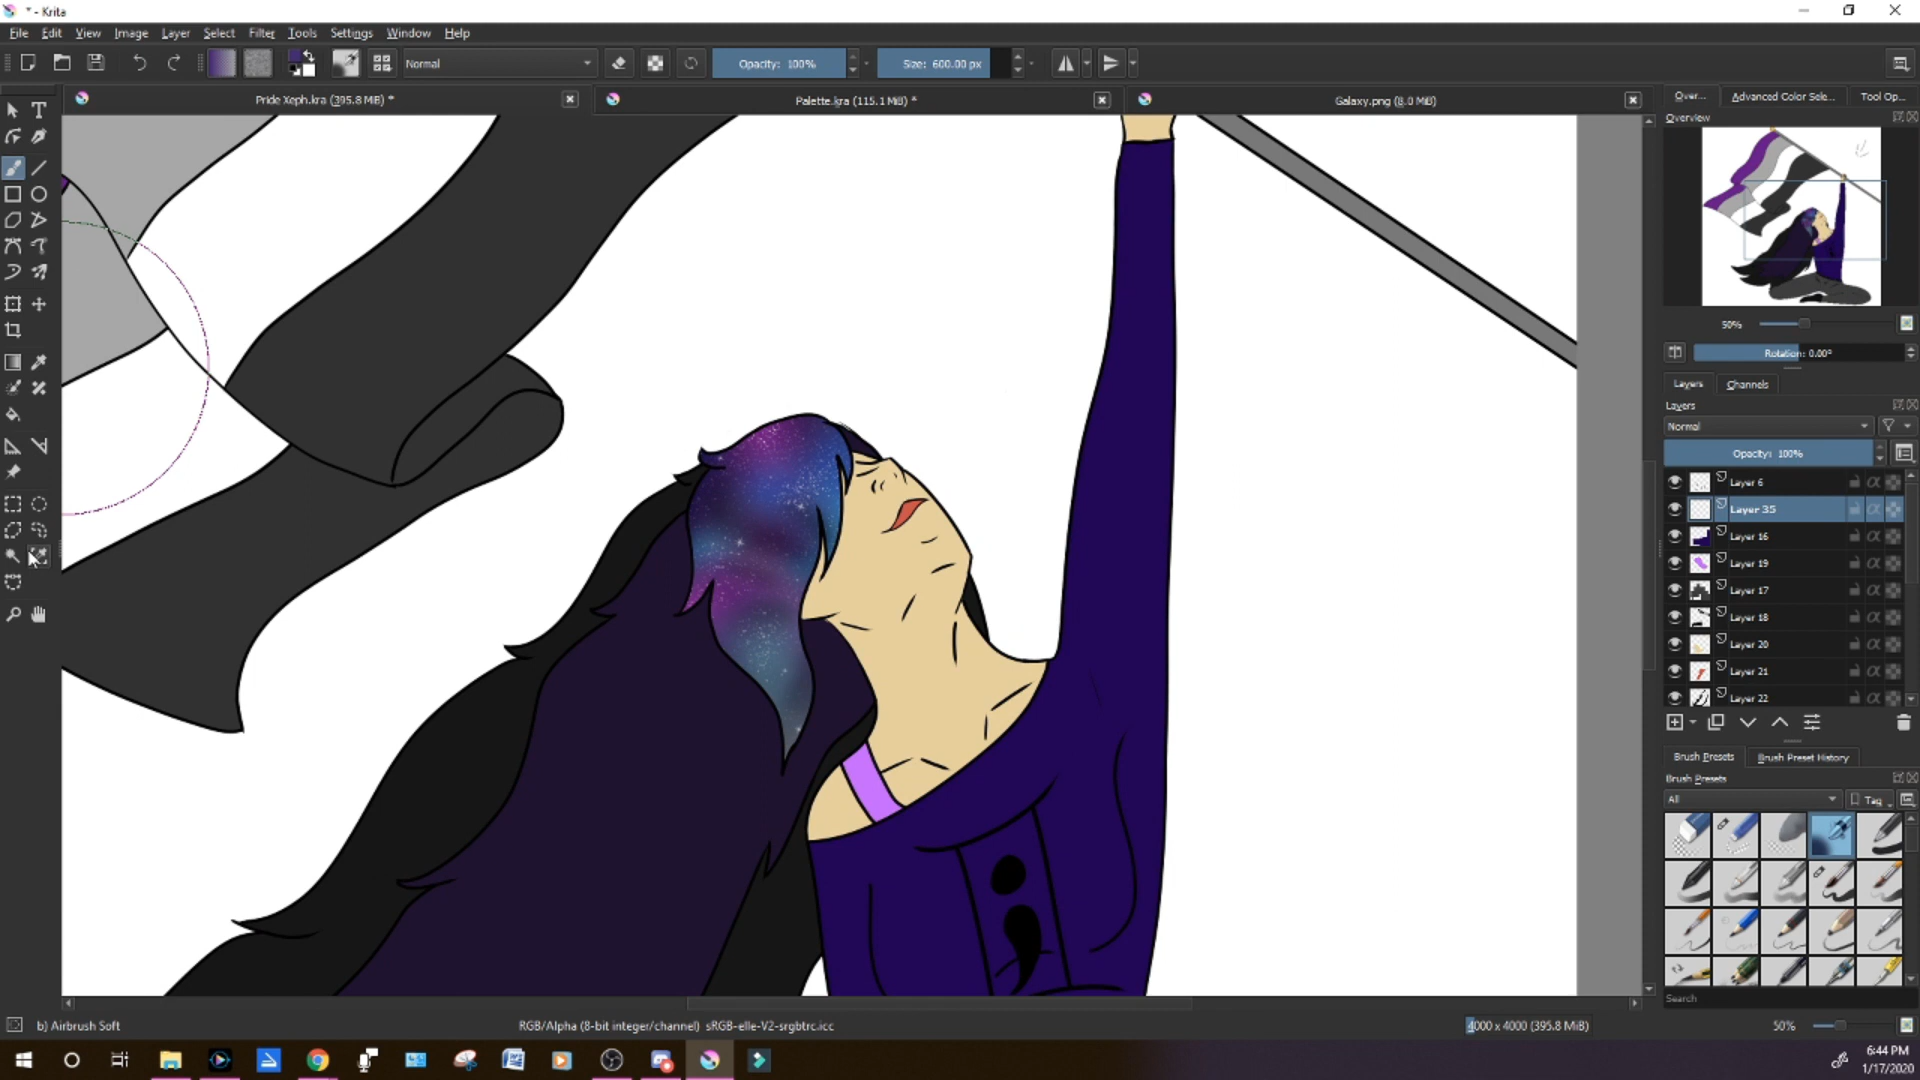 * - Krita
File Edit View Image Layer Select Filter Tools Settings Window Help
Normal Opacity: 100% Size: 600.00 px
Pride Xeph.kra (395.8 MiB) * Palette.kra (115.1 MiB) * Galaxy.png (8.0 MiB)
Over... Advanced Color Sele... Tool Op...
Overview
50%
Rotation: 0.00°
Layers Channels
Layers
Normal
Opacity: 100%
Layer 6
Layer 35
Layer 16
Layer 19
Layer 17
Layer 18
Layer 20
Layer 21
Layer 22
Brush Presets Brush Preset History
Brush Presets
All Tag
Search
b) Airbrush Soft RGB/Alpha (8-bit integer/channel) sRGB-elle-V2-srgbtrc.icc 4000 x 4000 (395.8 MiB) 50%
6:44 PM
1/17/2020